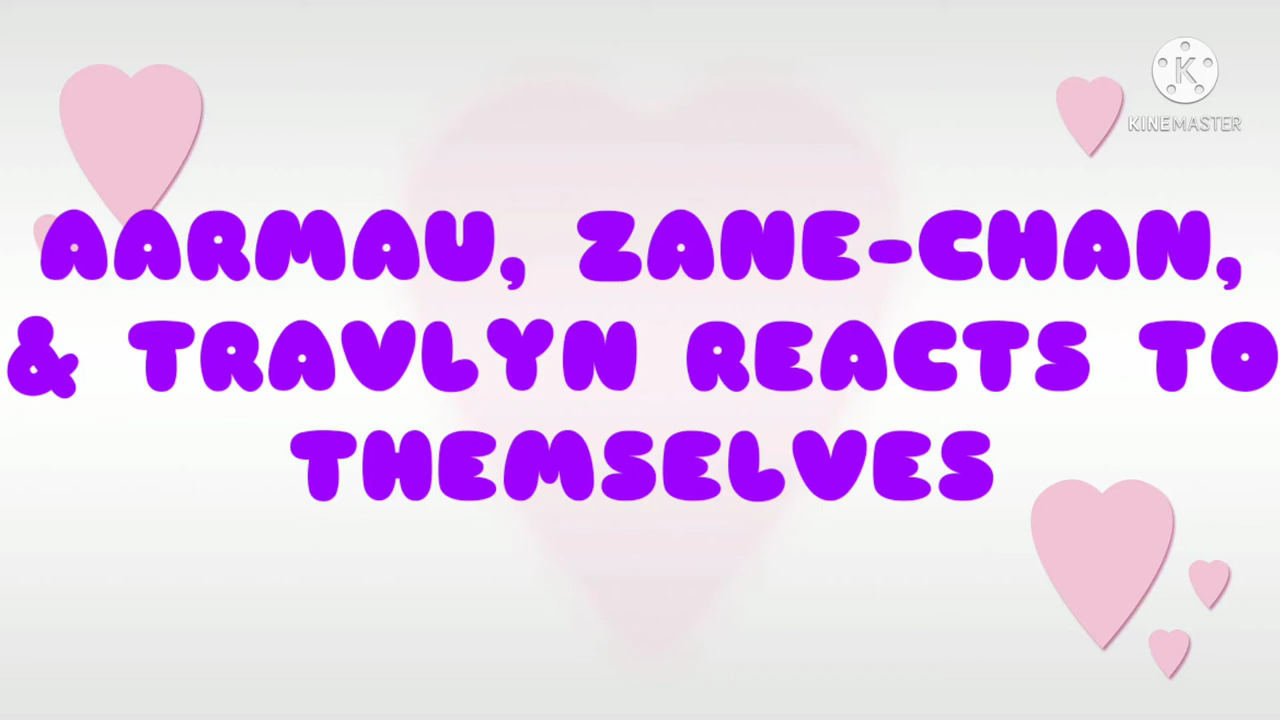 K
KINEMASTER
AARMAU, ZANE-CHAN,
& TRAVLYN REACTS TO
THEMSELVES